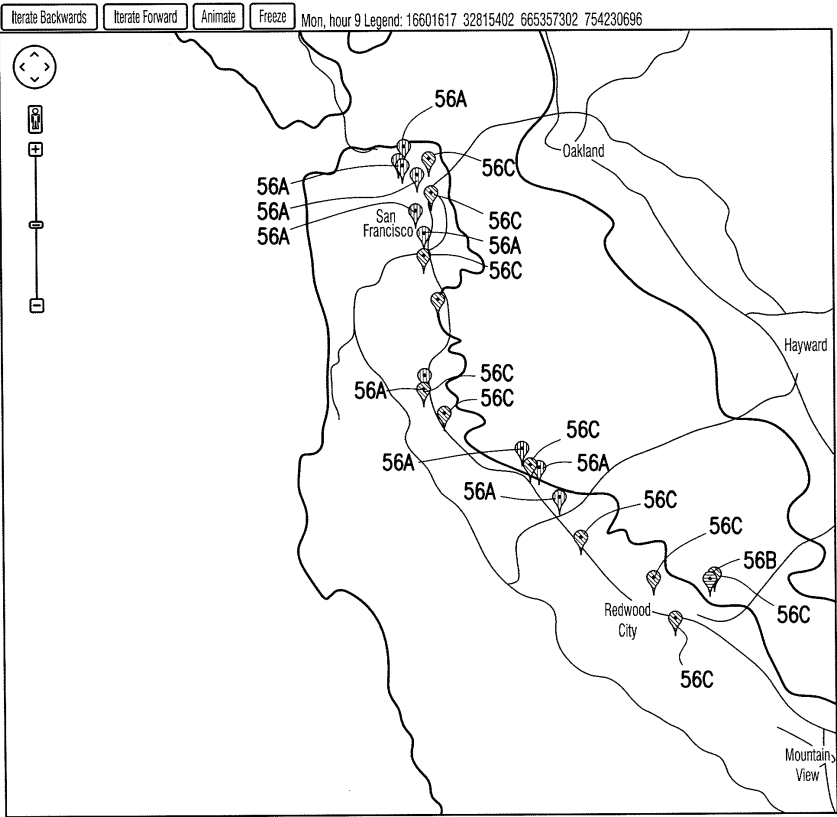 Iterate Backwards Iterate Forward Animate Freeze Mon, hour 9 Legend: 16601617 32815402 665357302 754230696
56A
Oakland
56C
56A
56A
San
Francisco
56C
56A
56A
56C
Hayward
56C
56A
56C
56C
56A
56A
56A
56C
56C
56B
56C
Redwood
City
56C
Mountain
View